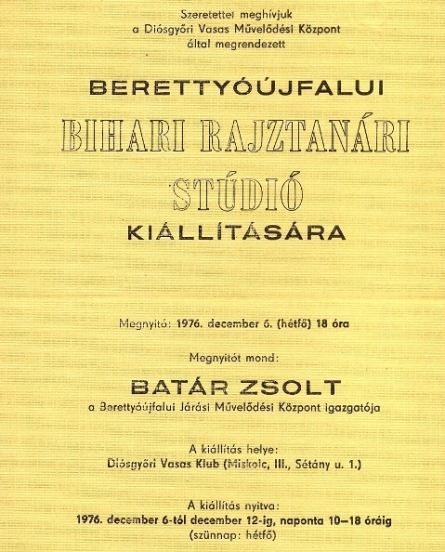 Szeretettel meghívjuk
a Diósgyőri Vasas Művelődési Központ
által megrendezett
BERETTYÓÚJFALUI
BIHARI RAJZTANÁRI
STÚDIÓ
KIÁLLÍTÁSÁRA
Megnyitó: 1976. december 6. (hétfő) 18 óra
Megnyitót mond:
BATÁR ZSOLT
a Berettyóújfalui Járási Művelődési Központ igazgatója
A kiállítás helye:
Diósgyőri Vasas Klub (Miskolc, III., Sétány u. 1.)
A kiállítás nyitva:
1976. december 6-tól december 12-ig, naponta 10–18 óráig
(szünnap: hétfő)